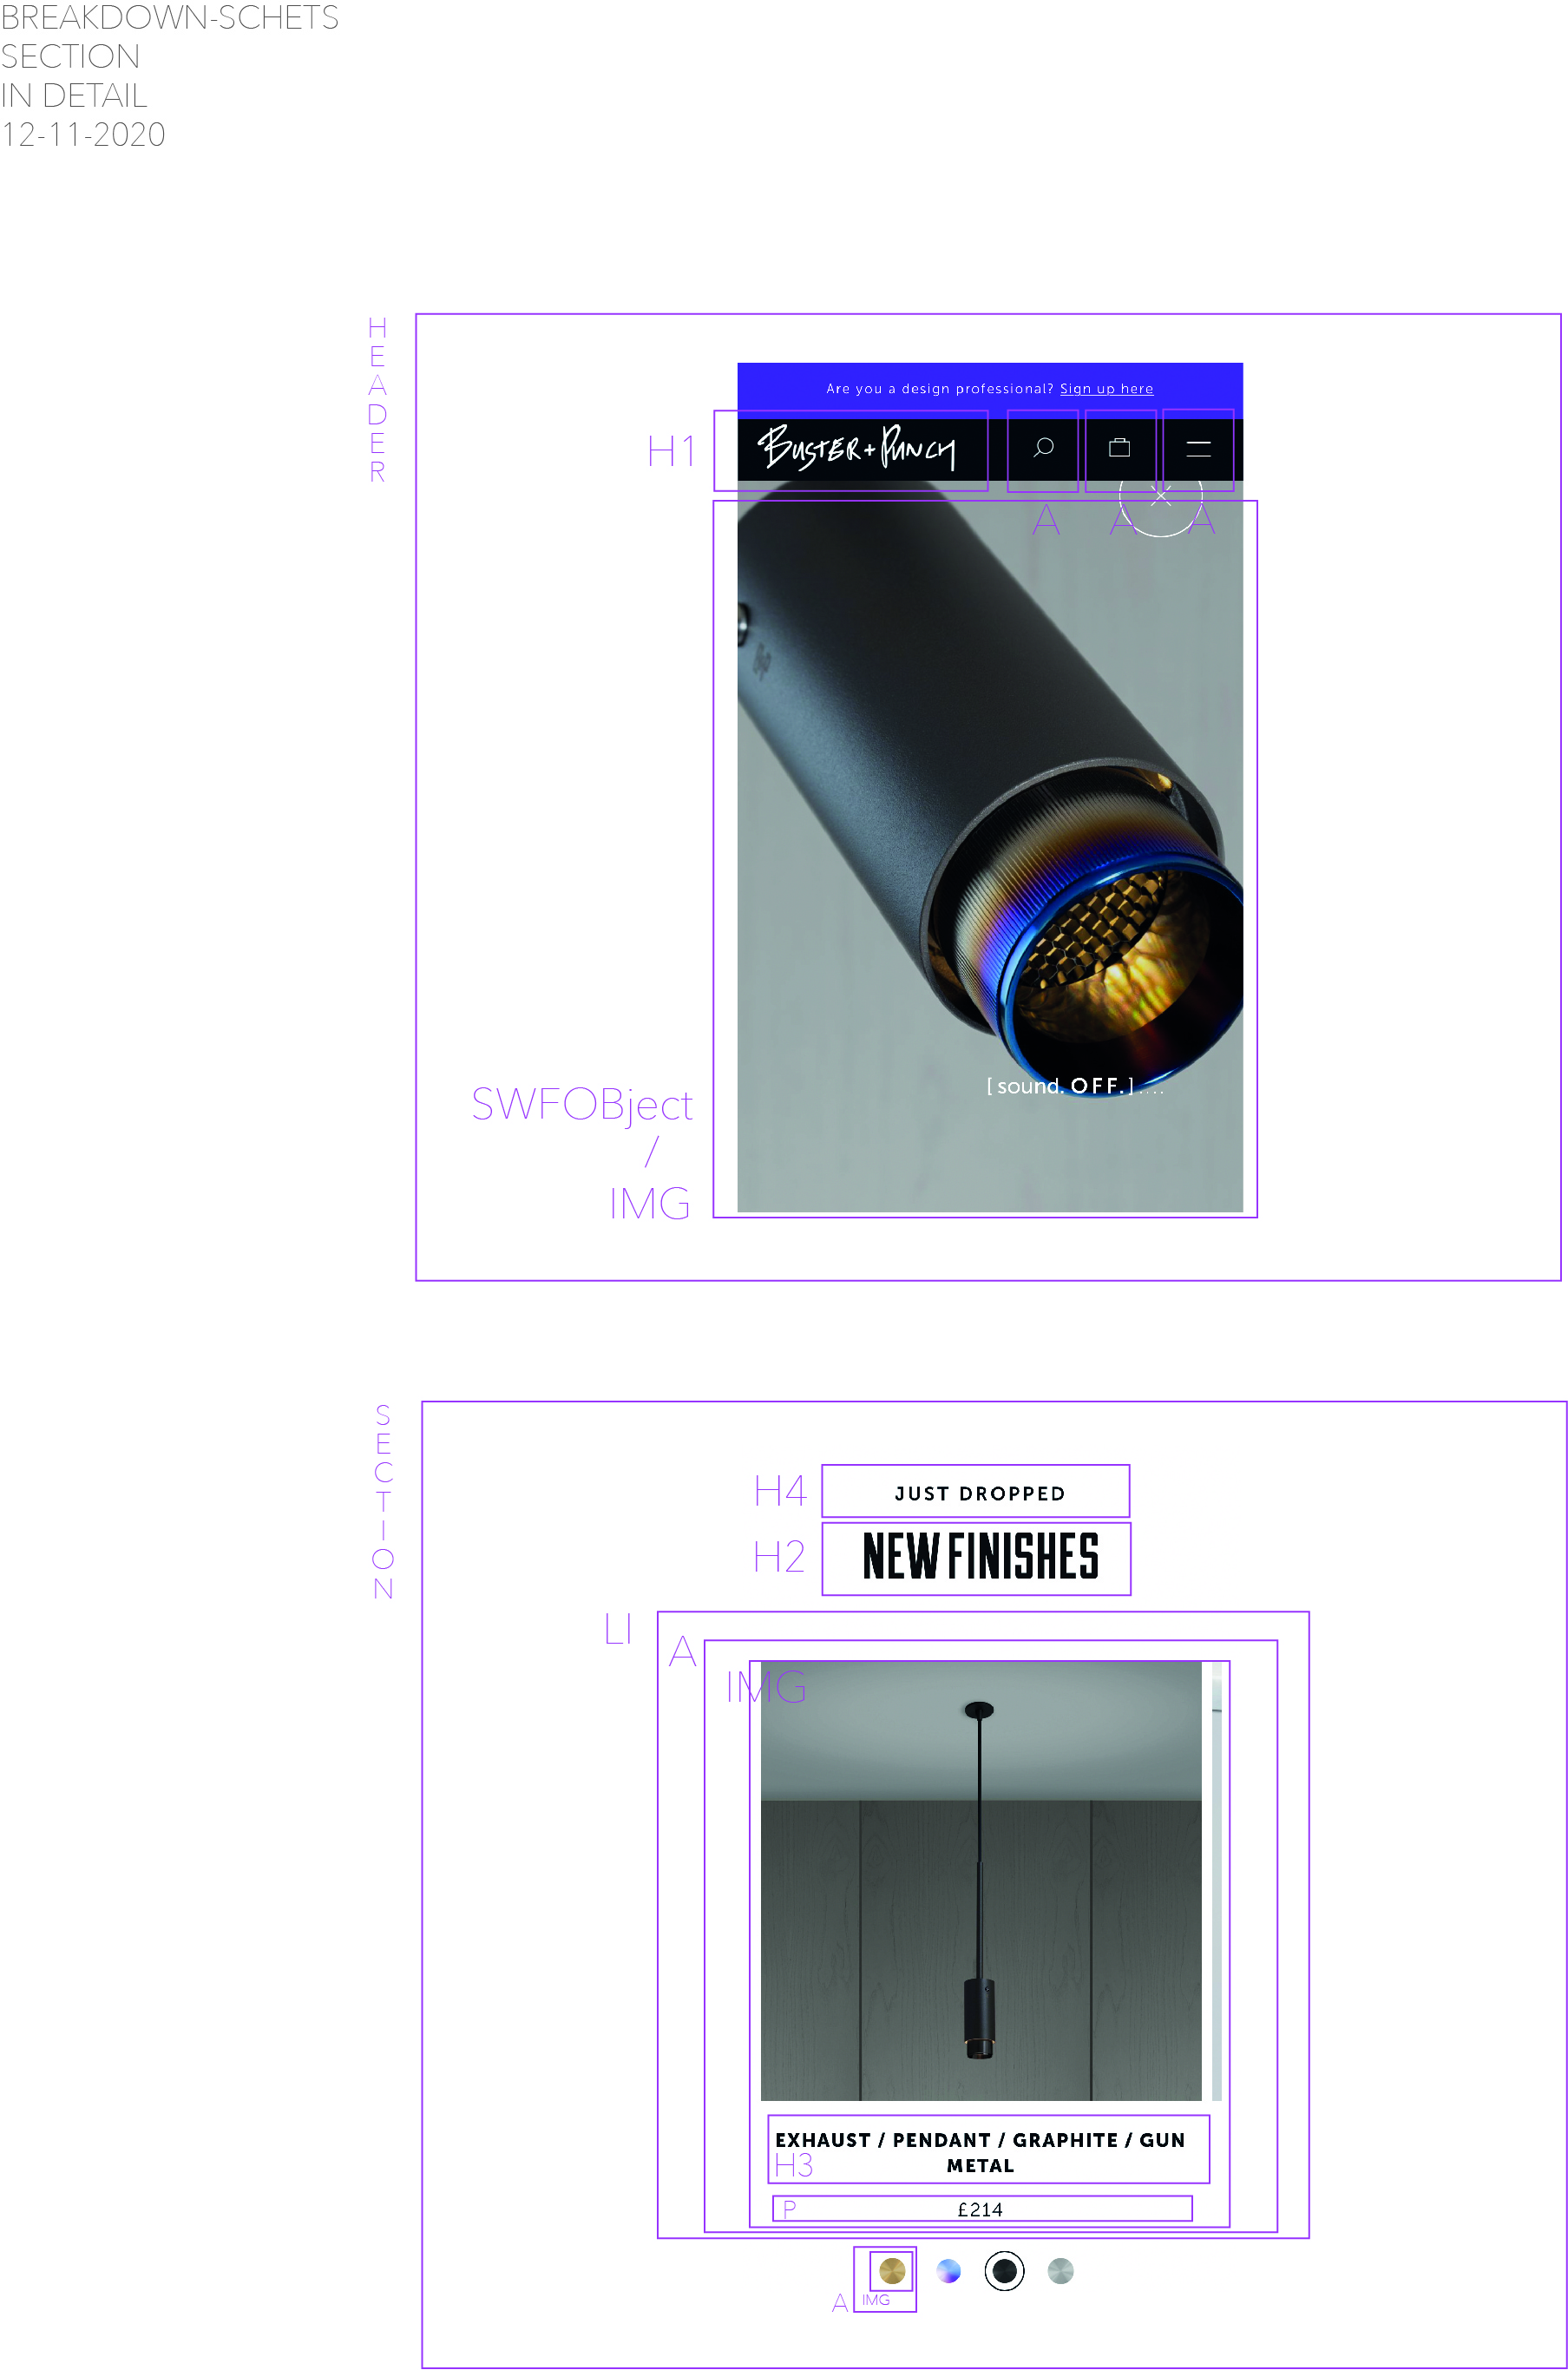 BREAKDOWN-SCHETS
SECTION
IN DETAIL
12-11-2020
HEADER
Are you a design professional? Sign up here
H1
BUSTER + PUNCH
A A A
[ sound. OFF. ] ....
SWFOBject
/
IMG
SECTION
H4
JUST DROPPED
H2
NEW FINISHES
LI
A
IMG
EXHAUST / PENDANT / GRAPHITE / GUN
METAL
H3
P
£214
A
IMG